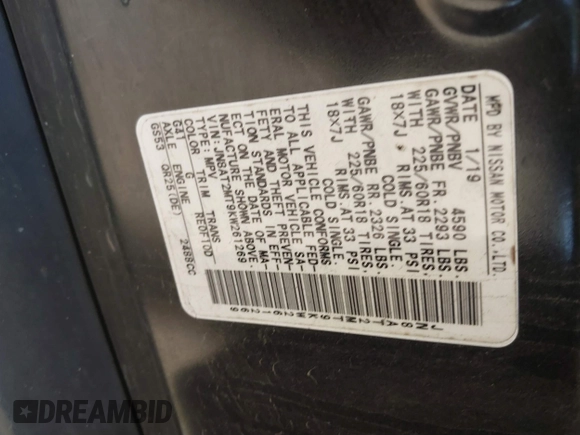 MFD BY NISSAN MOTOR CO.,LTD.
DATE 1/19
GVWR/PNBV 4590 LBS.
GAWR/PNBE FR. 2293 LBS.
WITH 225/60R18 TIRES;
18X7J RIMS,AT 33 PSI
COLD SINGLE.
GAWR/PNBE RR. 2326 LBS.
WITH 225/60R18 TIRES;
18X7J RIMS,AT 33 PSI
COLD SINGLE.
THIS VEHICLE CONFORMS
TO ALL APPLICABLE FED-
ERAL MOTOR VEHICLE SA-
FETY AND THEFT PREVEN-
TION STANDARDS IN EFF-
ECT ON THE DATE OF MA-
NUFACTURE SHOWN ABOVE.
VIN:
TYPE: MPV
COLOR TRIM TRANS
G41 G REOF10D
AXLE ENGINE
GS53 QR25(DE) 2488CC
DREAMBID